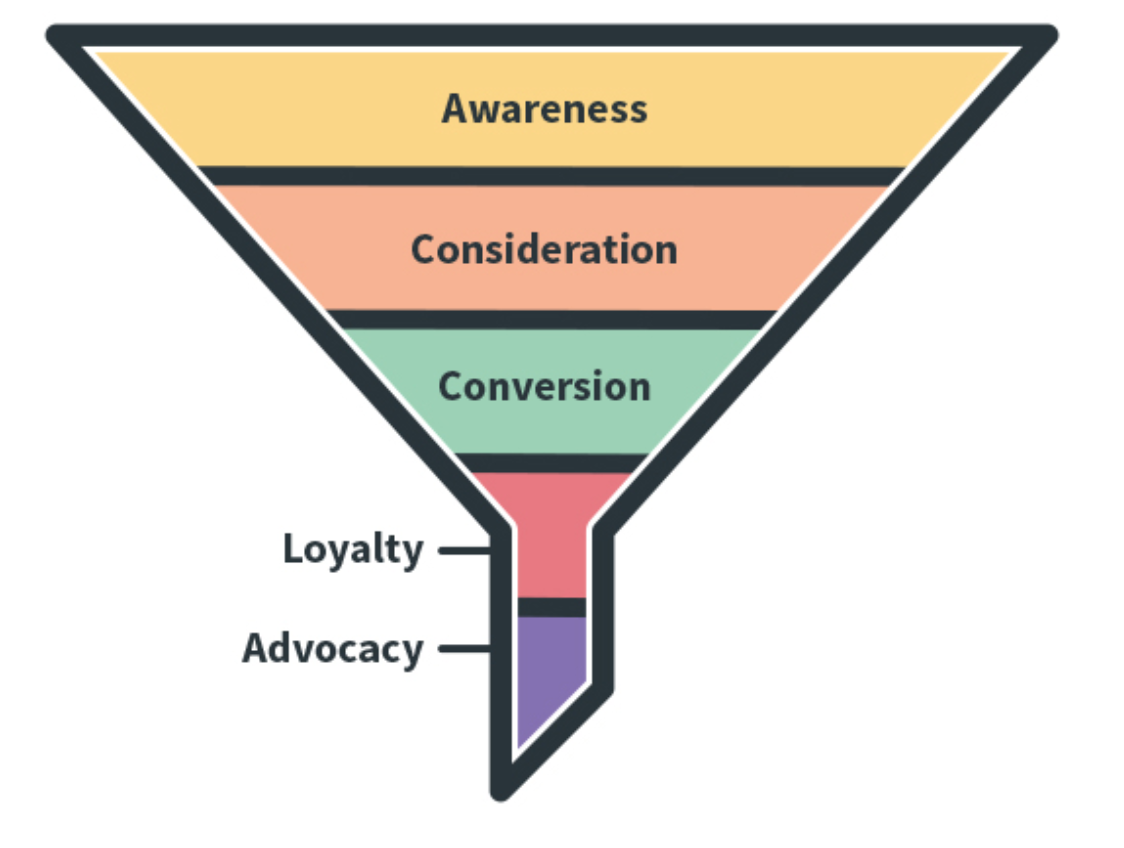 Awareness
Consideration
Conversion
Loyalty
Advocacy